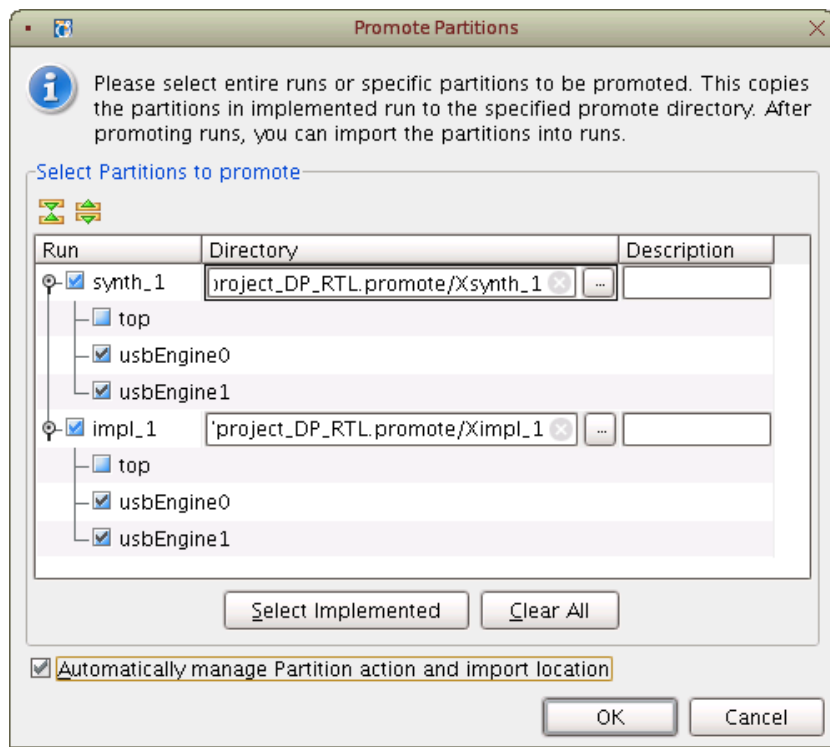 Promote Partitions
Please select entire runs or specific partitions to be promoted. This copies
the partitions in implemented run to the specified promote directory. After
promoting runs, you can import the partitions into runs.
Select Partitions to promote
Run Directory Description
synth_1 project_DP_RTL.promote/Xsynth_1 ...
top
usbEngine0
usbEngine1
impl_1 'project_DP_RTL.promote/Ximpl_1 ...
top
usbEngine0
usbEngine1
Select Implemented Clear All
Automatically manage Partition action and import location
OK Cancel